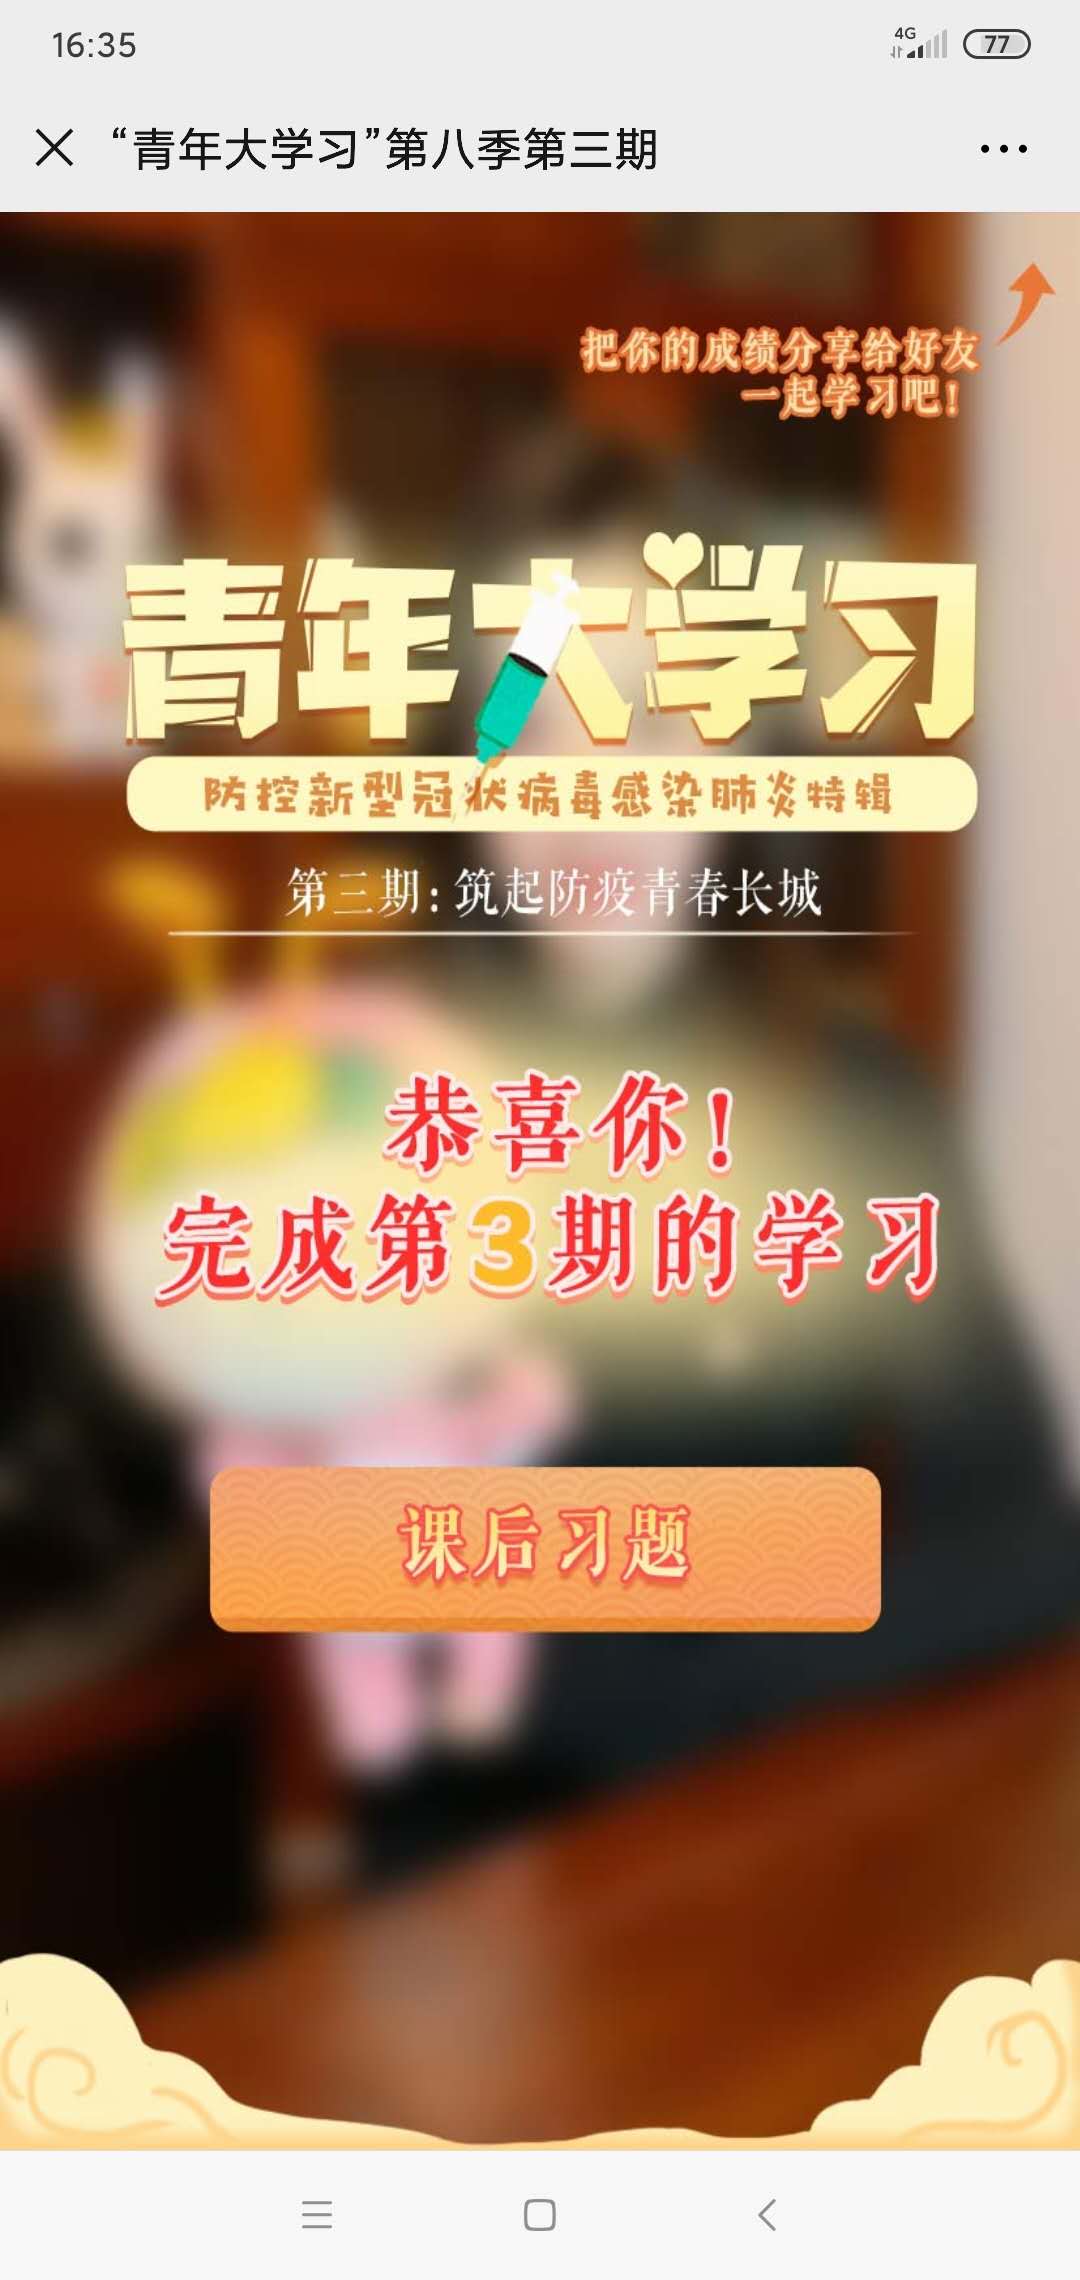 16:35
4G
77
“青年大学习”第八季第三期
把你的成绩分享给好友
一起学习吧!
青年大学习
防控新型冠状病毒感染肺炎特辑
第三期:筑起防疫青春长城
恭喜你!
完成第3期的学习
课后习题